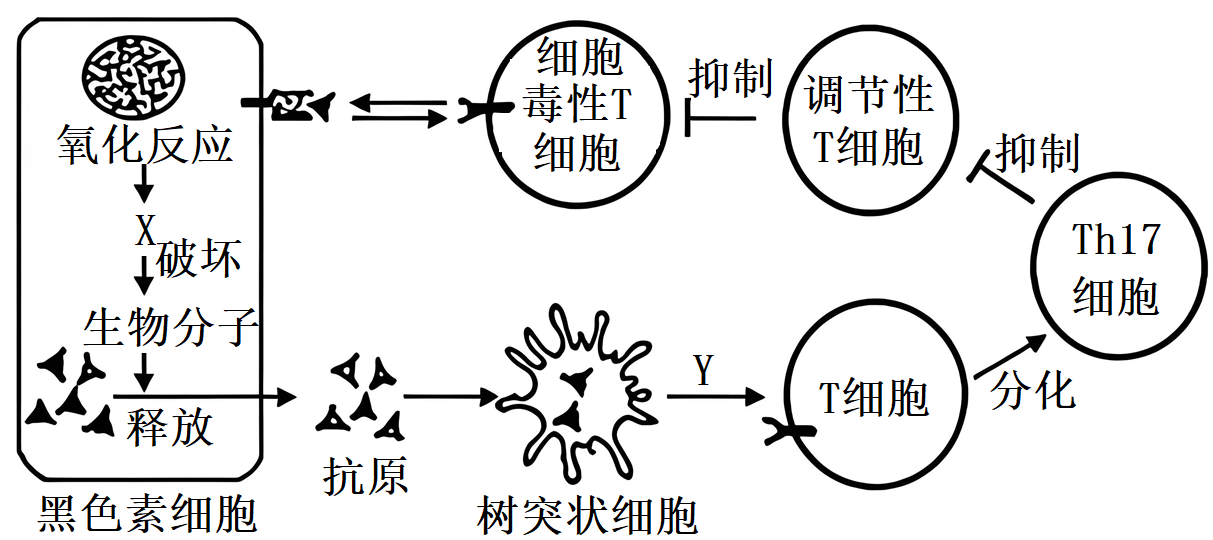 氧化反应
X
破坏
生物分子
释放
黑色素细胞
抗原
树突状细胞
Y
T细胞
分化
Th17
细胞
抑制
调节性
T细胞
抑制
细胞
毒性T
细胞